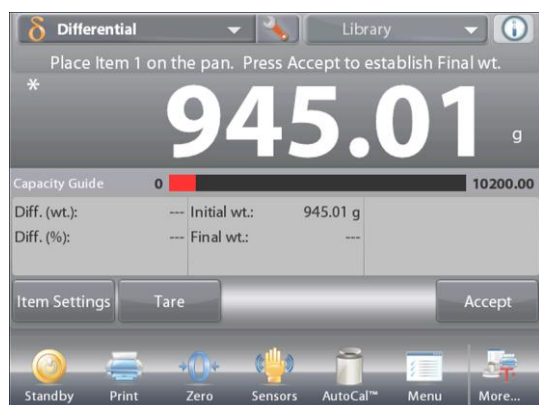 δ Differential Library
Place Item 1 on the pan. Press Accept to establish Final wt.
*
945.01 g
Capacity Guide 0 10200.00
Diff. (wt.): --- Initial wt.: 945.01 g
Diff. (%): --- Final wt.: ---
Item Settings Tare Accept
Standby Print Zero Sensors AutoCal™ Menu More...